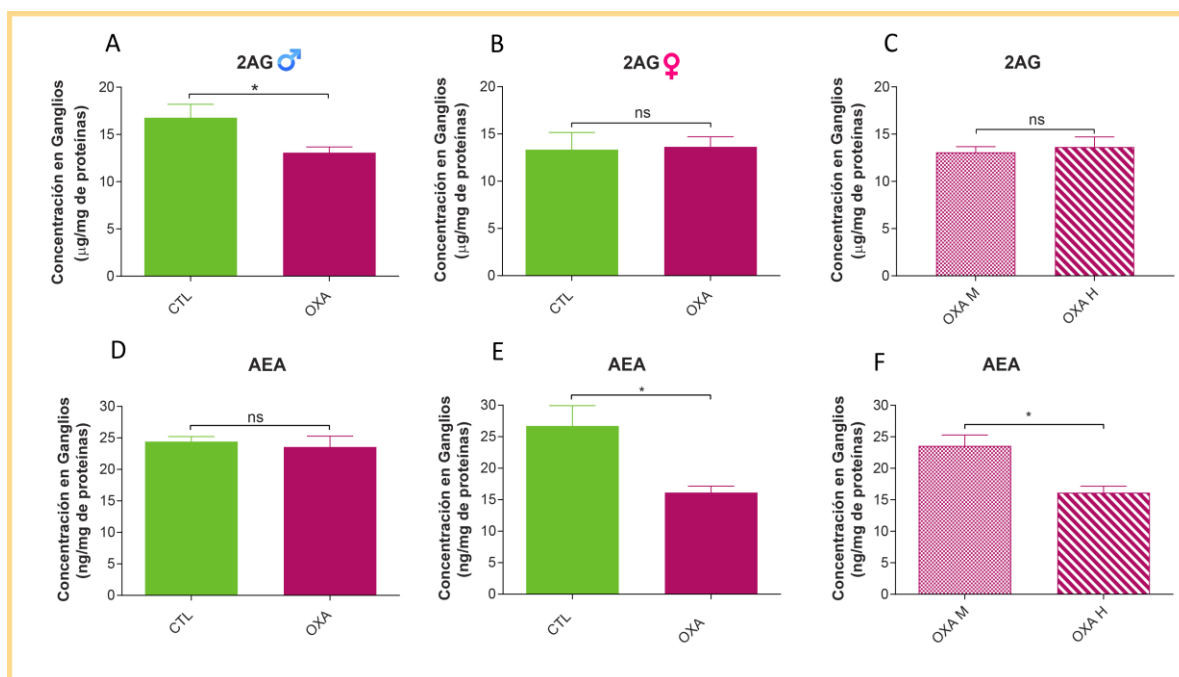 A
2AG ♂
Concentración en Ganglios
(µg/mg de proteínas)
20
15
10
5
0
*
CTL
OXA
B
2AG ♀
Concentración en Ganglios
(µg/mg de proteínas)
20
15
10
5
0
ns
CTL
OXA
C
2AG
Concentración en Ganglios
(µg/mg de proteínas)
20
15
10
5
0
ns
OXA M
OXA H
D
AEA
Concentración en Ganglios
(ng/mg de proteínas)
30
25
20
15
10
5
0
ns
CTL
OXA
E
AEA
Concentración en Ganglios
(ng/mg de proteínas)
30
25
20
15
10
5
0
*
CTL
OXA
F
AEA
Concentración en Ganglios
(ng/mg de proteínas)
30
25
20
15
10
5
0
*
OXA M
OXA H